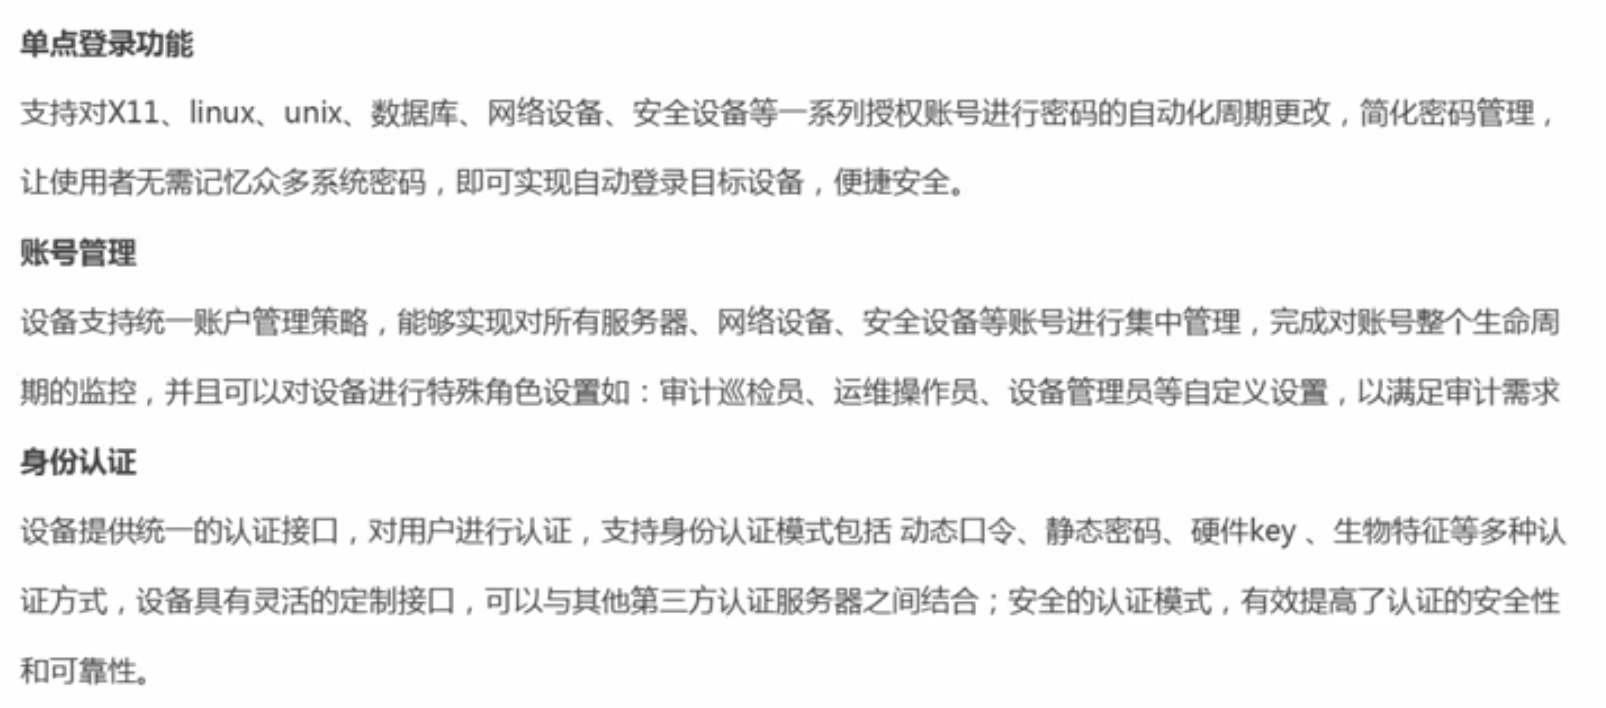 单点登录功能
支持对X11、linux、unix、数据库、网络设备、安全设备等一系列授权账号进行密码的自动化周期更改，简化密码管理，
让使用者无需记忆众多系统密码，即可实现自动登录目标设备，便捷安全。
账号管理
设备支持统一账户管理策略，能够实现对所有服务器、网络设备、安全设备等账号进行集中管理，完成对账号整个生命周
期的监控，并且可以对设备进行特殊角色设置如：审计巡检员、运维操作员、设备管理员等自定义设置，以满足审计需求
身份认证
设备提供统一的认证接口，对用户进行认证，支持身份认证模式包括 动态口令、静态密码、硬件key 、生物特征等多种认
证方式，设备具有灵活的定制接口，可以与其他第三方认证服务器之间结合；安全的认证模式，有效提高了认证的安全性
和可靠性。